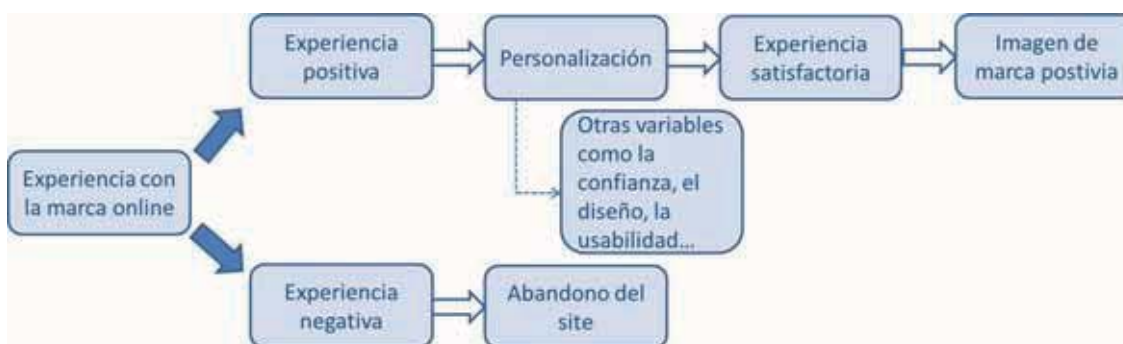 Experiencia
positiva
Personalización
Experiencia
satisfactoria
Imagen de
marca postivia
Otras variables
como la
confianza, el
diseño, la
usabilidad...
Experiencia con
la marca online
Experiencia
negativa
Abandono del
site